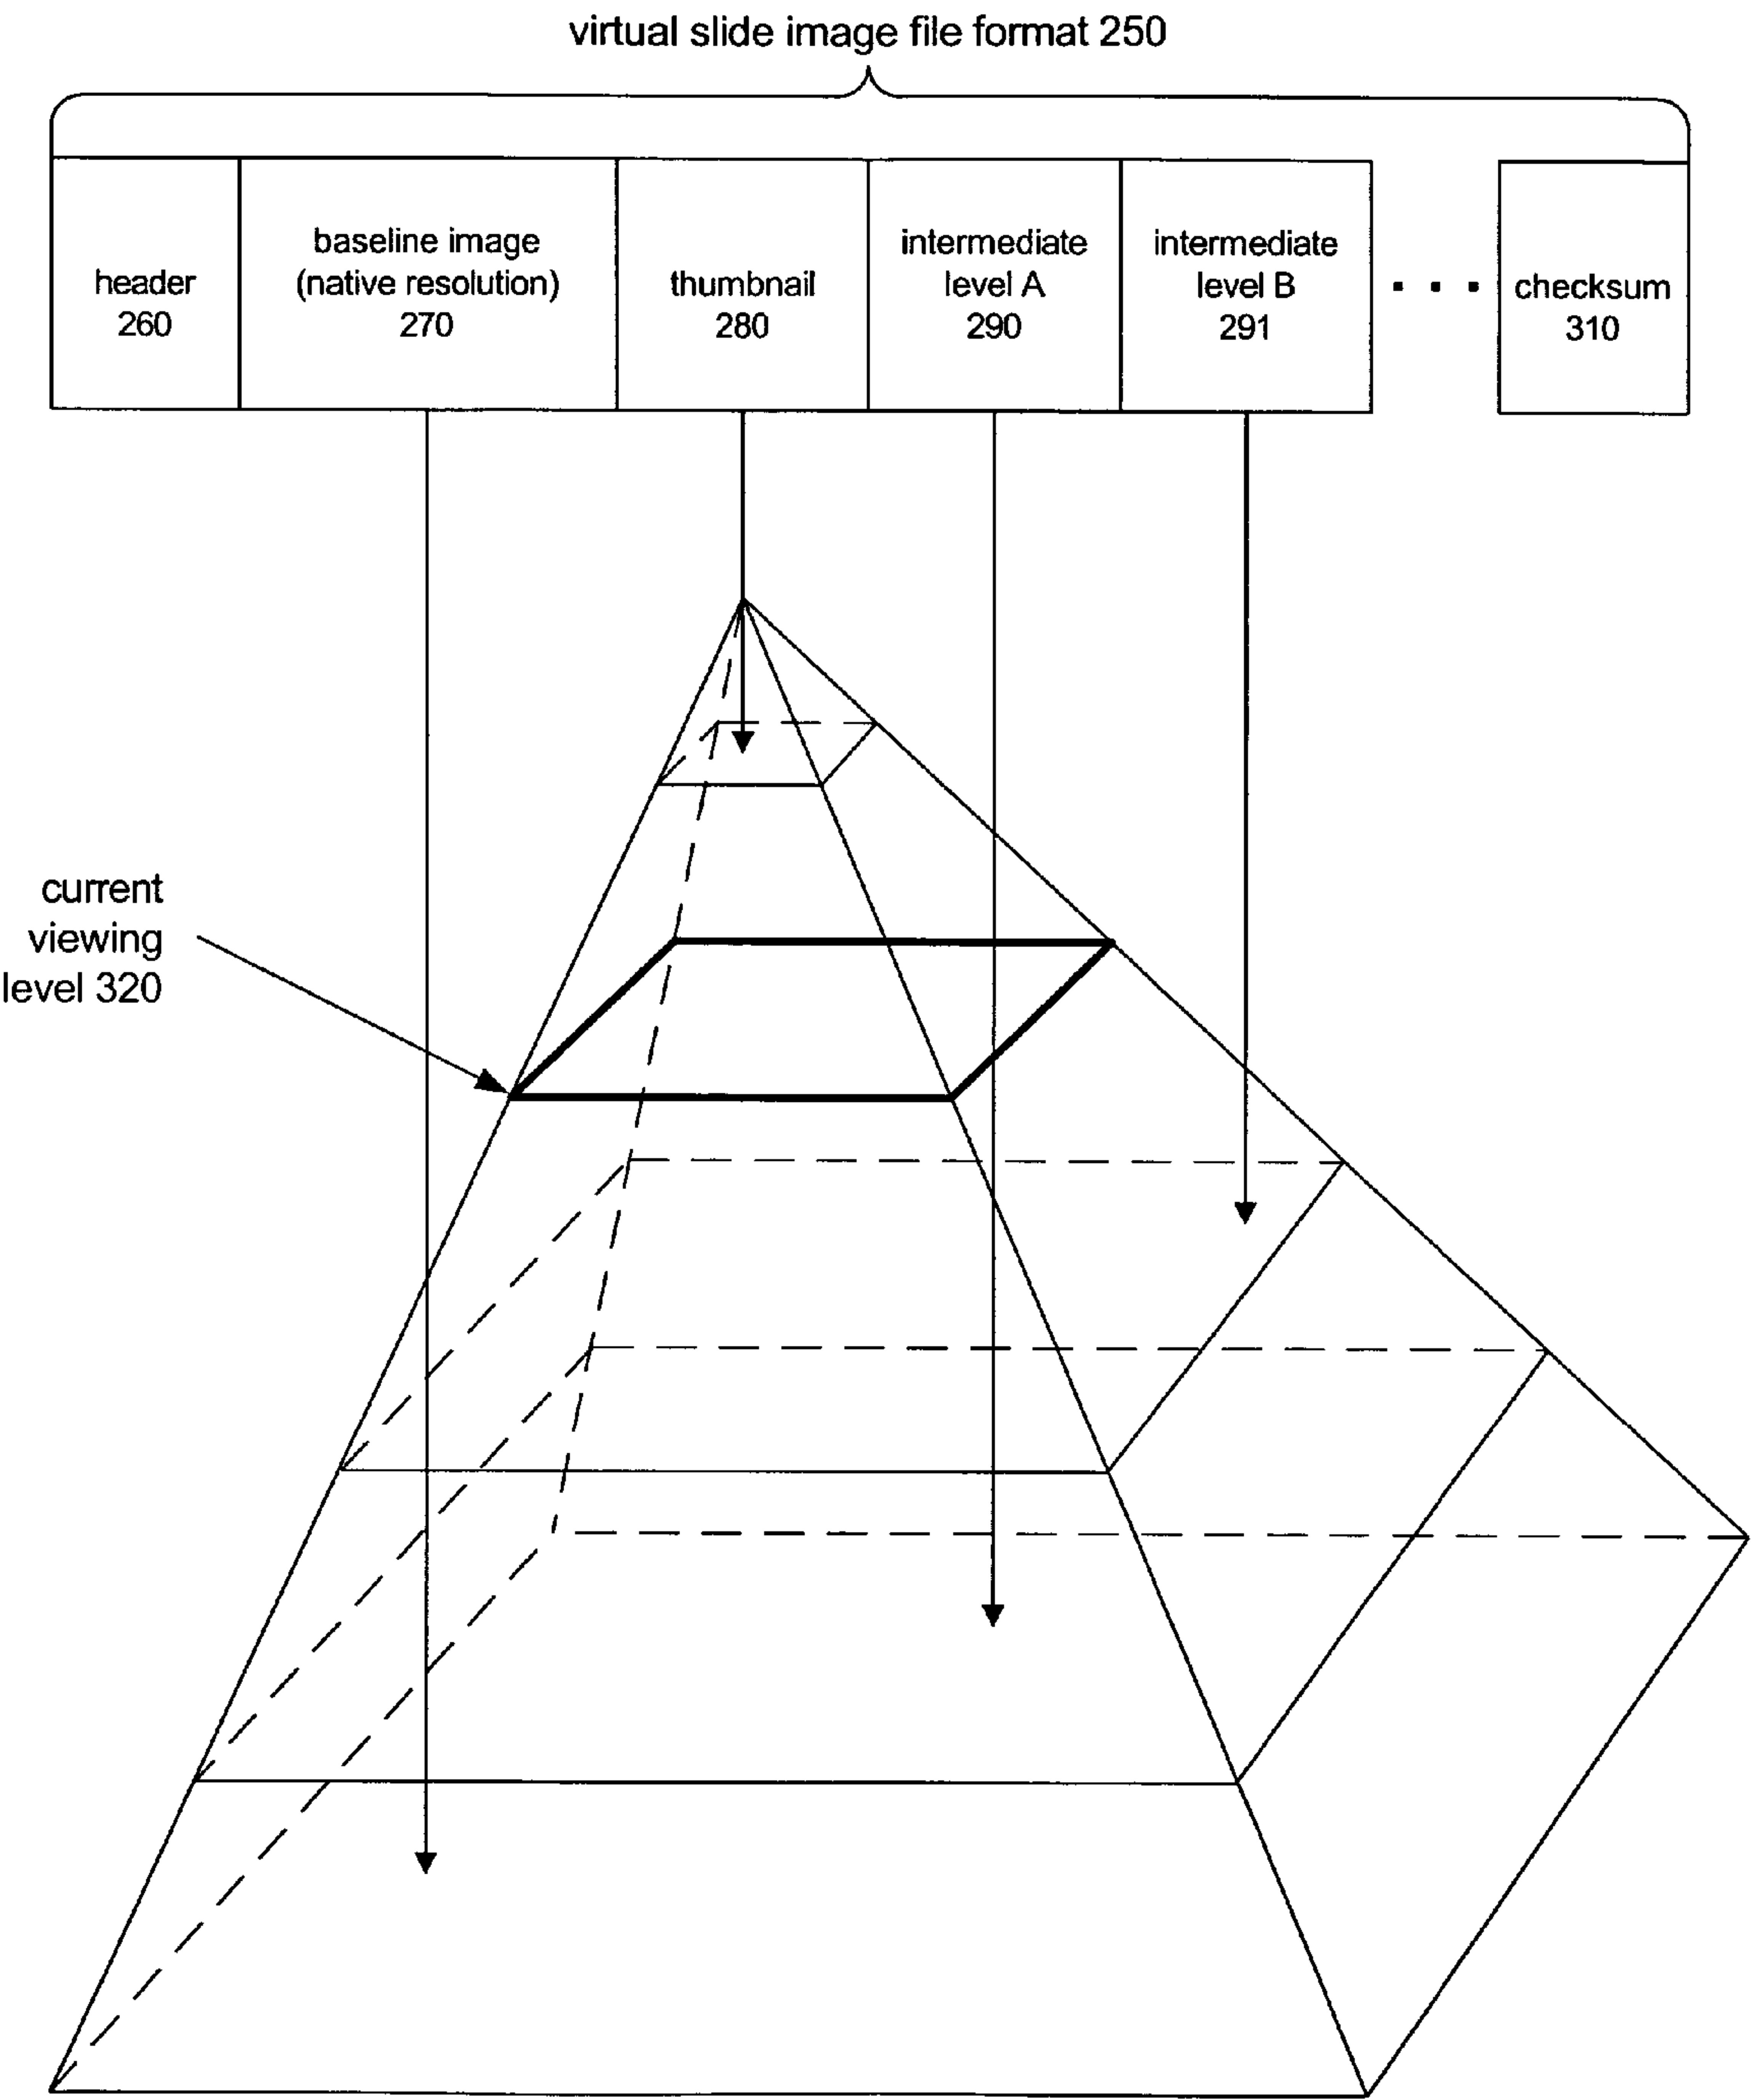 virtual slide image file format 250
header
260
baseline image
(native resolution)
270
thumbnail
280
intermediate
level A
290
intermediate
level B
291
. . .
checksum
310
current
viewing
level 320